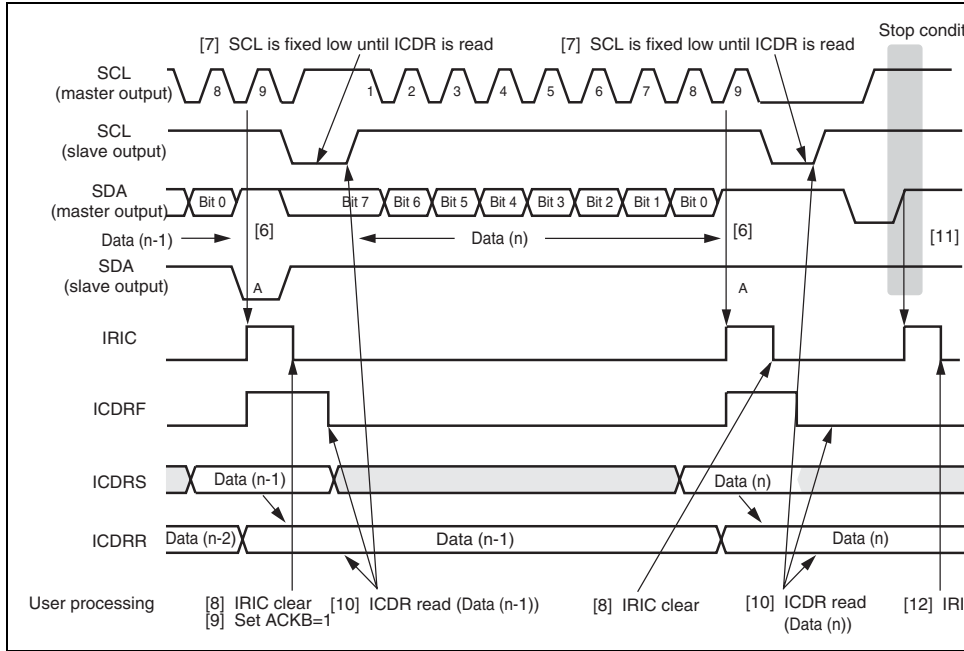 [7] SCL is fixed low until ICDR is read
[7] SCL is fixed low until ICDR is read
Stop condit
SCL
(master output)
8 9 1 2 3 4 5 6 7 8 9
SCL
(slave output)
SDA
(master output)
Bit 0 Bit 7 Bit 6 Bit 5 Bit 4 Bit 3 Bit 2 Bit 1 Bit 0
Data (n-1) [6] Data (n) [6] [11]
SDA
(slave output)
A A
IRIC
ICDRF
ICDRS
Data (n-1) Data (n)
ICDRR
Data (n-2) Data (n-1) Data (n)
User processing
[8] IRIC clear
[9] Set ACKB=1
[10] ICDR read (Data (n-1))
[8] IRIC clear
[10] ICDR read
(Data (n))
[12] IRI